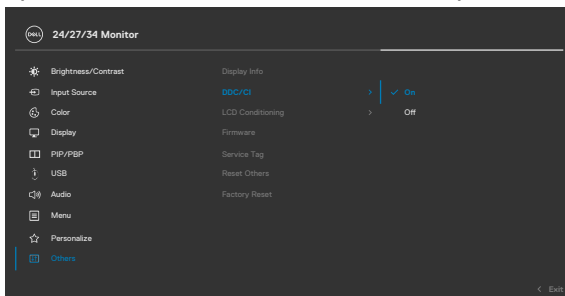 DELL 24/27/34 Monitor
Brightness/Contrast Display Info
Input Source DDC/CI > ✓ On
Color LCD Conditioning > Off
Display Firmware
PIP/PBP Service Tag
USB Reset Others
Audio Factory Reset
Menu
Personalize
Others
< Exit